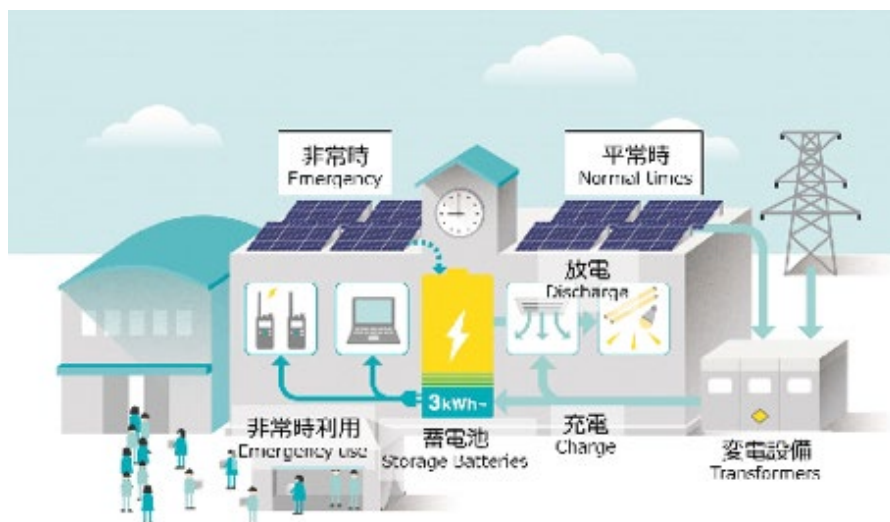 非常時
Emergency
平常時
Normal times
放電
Discharge
3kWh~
非常時利用
Emergency use
蓄電池
Storage Batteries
充電
Charge
変電設備
Transformers